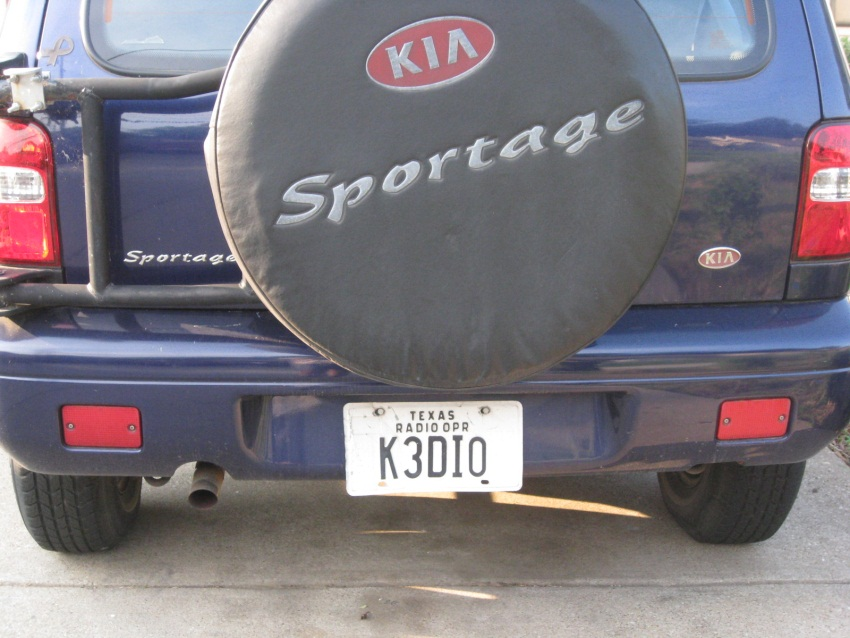 KIA
Sportage
Sportage
KIA
TEXAS
RADIO OPR
K3DIO